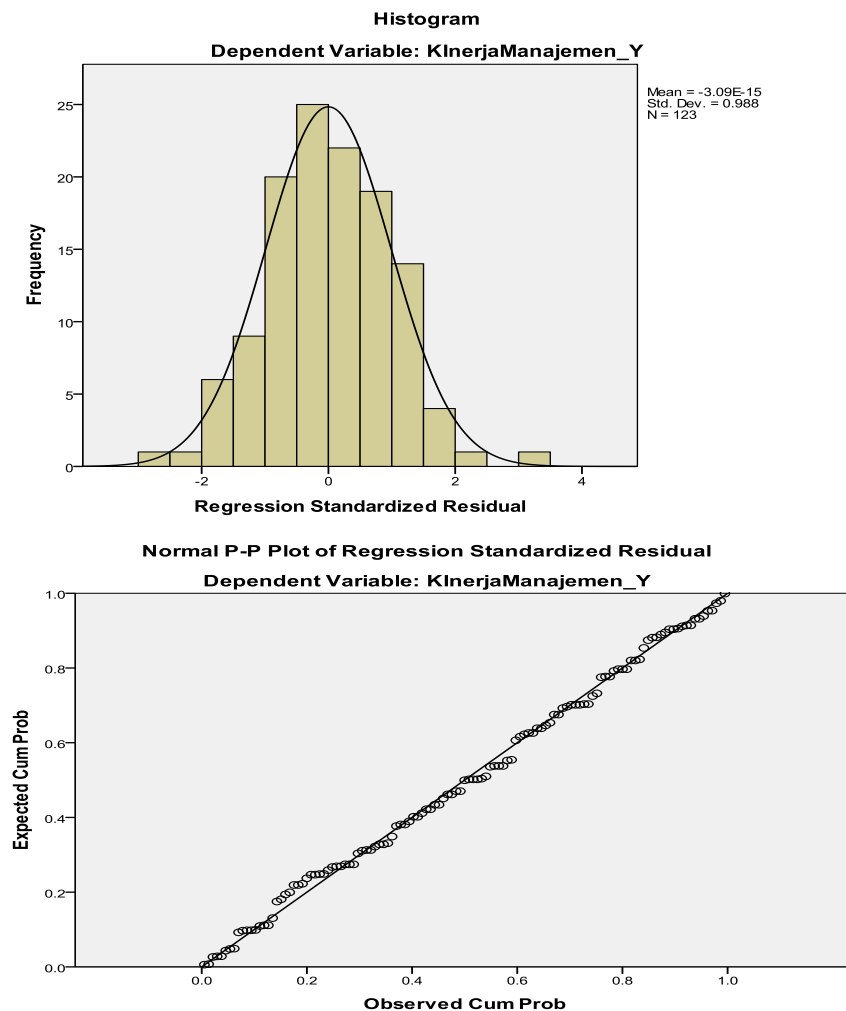 Histogram
Dependent Variable: KInerjaManajemen_Y
Mean = -3.09E-15
Std. Dev. = 0.988
N = 123
Frequency
25
20
15
10
5
0
-2 0 2 4
Regression Standardized Residual
Normal P-P Plot of Regression Standardized Residual
Dependent Variable: KInerjaManajemen_Y
Expected Cum Prob
1.0
0.8
0.6
0.4
0.2
0.0
0.0 0.2 0.4 0.6 0.8 1.0
Observed Cum Prob